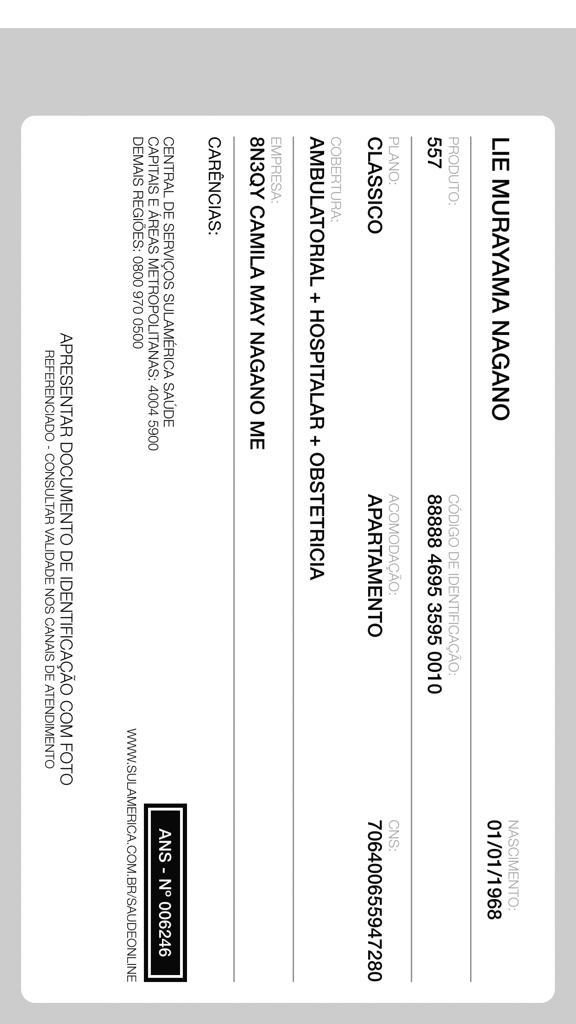 LIE MURAYAMA NAGANO
NASCIMENTO:
01/01/1968
PRODUTO:
557
CÓDIGO DE IDENTIFICAÇÃO:
88888 4695 3595 0010
PLANO:
CLASSICO
ACOMODAÇÃO:
APARTAMENTO
CNS:
706400655947280
COBERTURA:
AMBULATORIAL + HOSPITALAR + OBSTETRICIA
EMPRESA:
8N3QY CAMILA MAY NAGANO ME
CARÊNCIAS:
CENTRAL DE SERVIÇOS SULAMÉRICA SAÚDE
CAPITAIS E ÁREAS METROPOLITANAS: 4004 5900
DEMAIS REGIÕES: 0800 970 0500
ANS - Nº 006246
WWW.SULAMERICA.COM.BR/SAUDEONLINE
APRESENTAR DOCUMENTO DE IDENTIFICAÇÃO COM FOTO
REFERENCIADO - CONSULTAR VALIDADE NOS CANAIS DE ATENDIMENTO